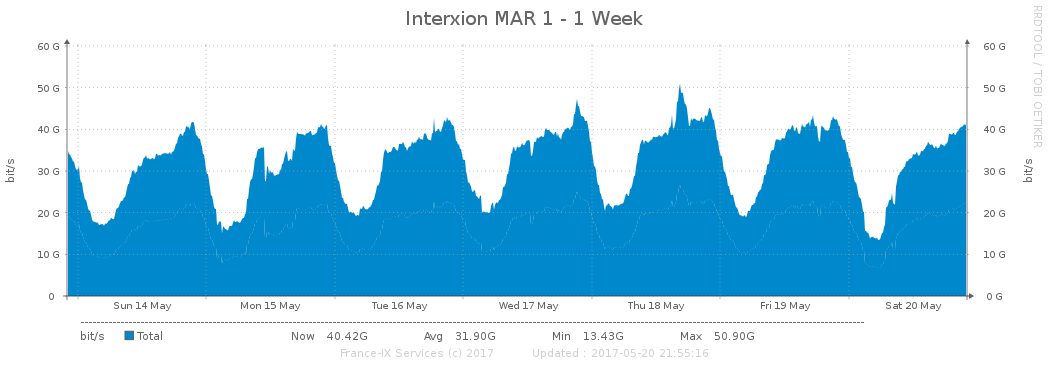 Interxion MAR 1 - 1 Week
RRDTOOL / TOBI OETIKER
60 G 60 G
50 G 50 G
40 G 40 G
30 G 30 G
20 G 20 G
10 G 10 G
0 0 G
bit/s
bit/s
Sun 14 May Mon 15 May Tue 16 May Wed 17 May Thu 18 May Fri 19 May Sat 20 May
bit/s Total Now 40.42G Avg 31.90G Min 13.43G Max 50.90G
France-IX Services (c) 2017 Updated : 2017-05-20 21:55:16